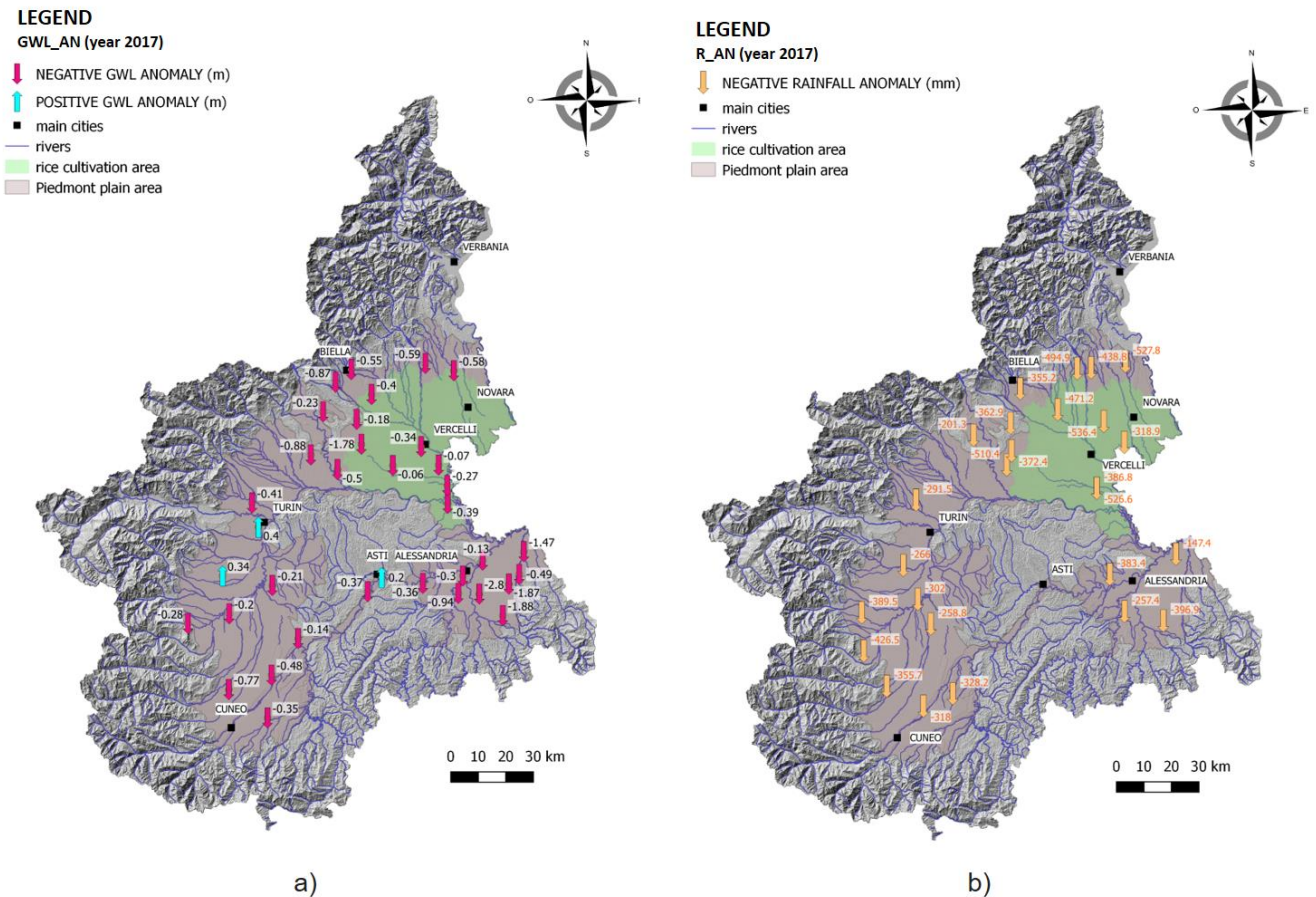 LEGEND
GWL_AN (year 2017)
NEGATIVE GWL ANOMALY (m)
POSITIVE GWL ANOMALY (m)
main cities
rivers
rice cultivation area
Piedmont plain area
N
O
E
S
VERBANIA
BIELLA
-0.55
-0.59
-0.58
-0.87
-0.4
NOVARA
-0.23
-0.18
VERCELLI
-0.34
-0.88
-1.78
-0.07
-0.06
-0.5
-0.27
-0.41
-0.39
TURIN
0.4
-0.13
-1.47
ASTI
ALESSANDRIA
0.34
-0.2
-0.3
-0.49
-0.21
-0.37
-0.36
-2.8
-1.87
-0.94
-0.28
-0.2
-1.88
-0.14
-0.48
-0.77
CUNEO
-0.35
0 10 20 30 km
a)
LEGEND
R_AN (year 2017)
NEGATIVE RAINFALL ANOMALY (mm)
main cities
rivers
rice cultivation area
Piedmont plain area
N
O
E
S
VERBANIA
-527.8
BIELLA
-494.9
-438.8
-355.2
-471.2
NOVARA
-362.9
-201.3
-536.4
-318.9
-510.4
VERCELLI
-372.4
-386.8
-291.5
-526.6
TURIN
-147.4
-266
-383.4
ASTI
ALESSANDRIA
-302
-257.4
-389.5
-258.8
-396.9
-426.5
-355.7
-328.2
-318
CUNEO
0 10 20 30 km
b)